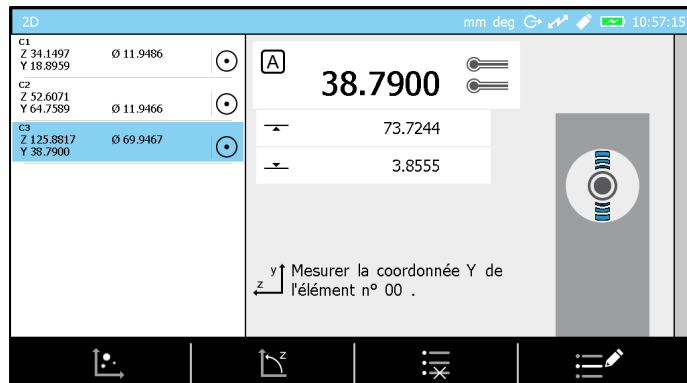 2D
mm deg
10:57:15
C1
Z 34.1497 Ø 11.9486
Y 18.8959
C2
Z 52.6071
Y 64.7589 Ø 11.9466
C3
Z 125.8817 Ø 69.9467
Y 38.7900
A
38.7900
73.7244
3.8555
y
z
Mesurer la coordonnée Y de
l'élément n° 00 .
z